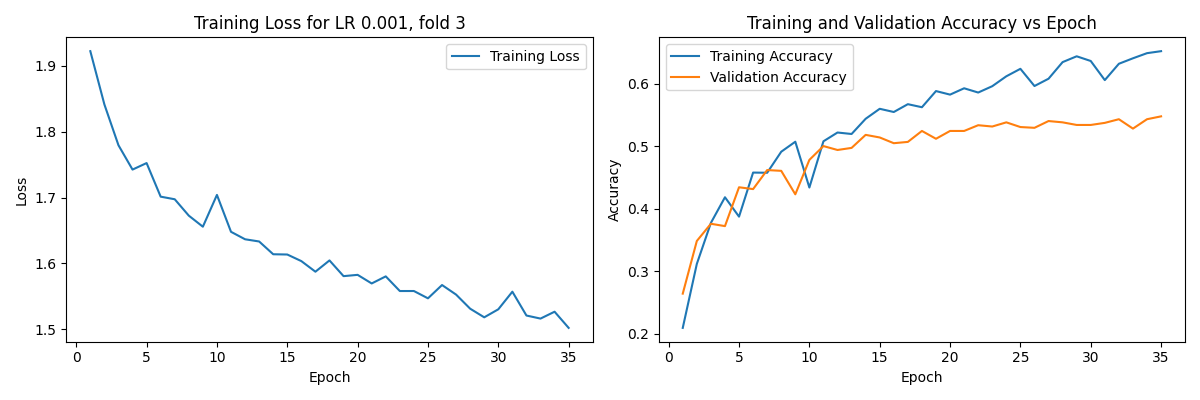 Training Loss for LR 0.001, fold 3
Training Loss
1.9
1.8
1.7
1.6
1.5
Loss
0 5 10 15 20 25 30 35
Epoch
Training and Validation Accuracy vs Epoch
Training Accuracy
Validation Accuracy
0.6
0.5
0.4
0.3
0.2
Accuracy
0 5 10 15 20 25 30 35
Epoch